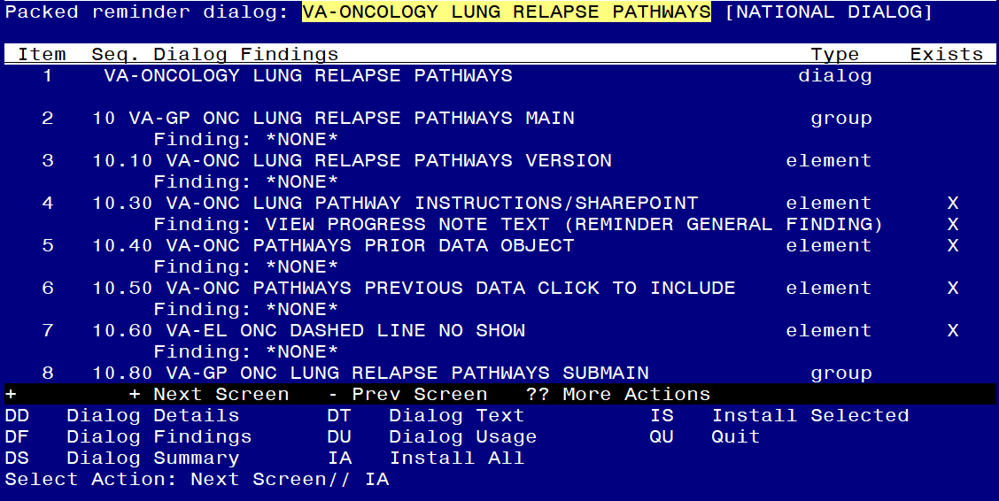 Packed reminder dialog: VA-ONCOLOGY LUNG RELAPSE PATHWAYS [NATIONAL DIALOG]
Item Seq. Dialog Findings Type Exists
1 VA-ONCOLOGY LUNG RELAPSE PATHWAYS dialog
2 10 VA-GP ONC LUNG RELAPSE PATHWAYS MAIN group
Finding: *NONE*
3 10.10 VA-ONC LUNG RELAPSE PATHWAYS VERSION element
Finding: *NONE*
4 10.30 VA-ONC LUNG PATHWAY INSTRUCTIONS/SHAREPOINT element X
Finding: VIEW PROGRESS NOTE TEXT (REMINDER GENERAL FINDING) X
5 10.40 VA-ONC PATHWAYS PRIOR DATA OBJECT element X
Finding: *NONE*
6 10.50 VA-ONC PATHWAYS PREVIOUS DATA CLICK TO INCLUDE element X
Finding: *NONE*
7 10.60 VA-EL ONC DASHED LINE NO SHOW element X
Finding: *NONE*
8 10.80 VA-GP ONC LUNG RELAPSE PATHWAYS SUBMAIN group
+ + Next Screen - Prev Screen ?? More Actions
DD Dialog Details DT Dialog Text IS Install Selected
DF Dialog Findings DU Dialog Usage QU Quit
DS Dialog Summary IA Install All
Select Action: Next Screen// IA